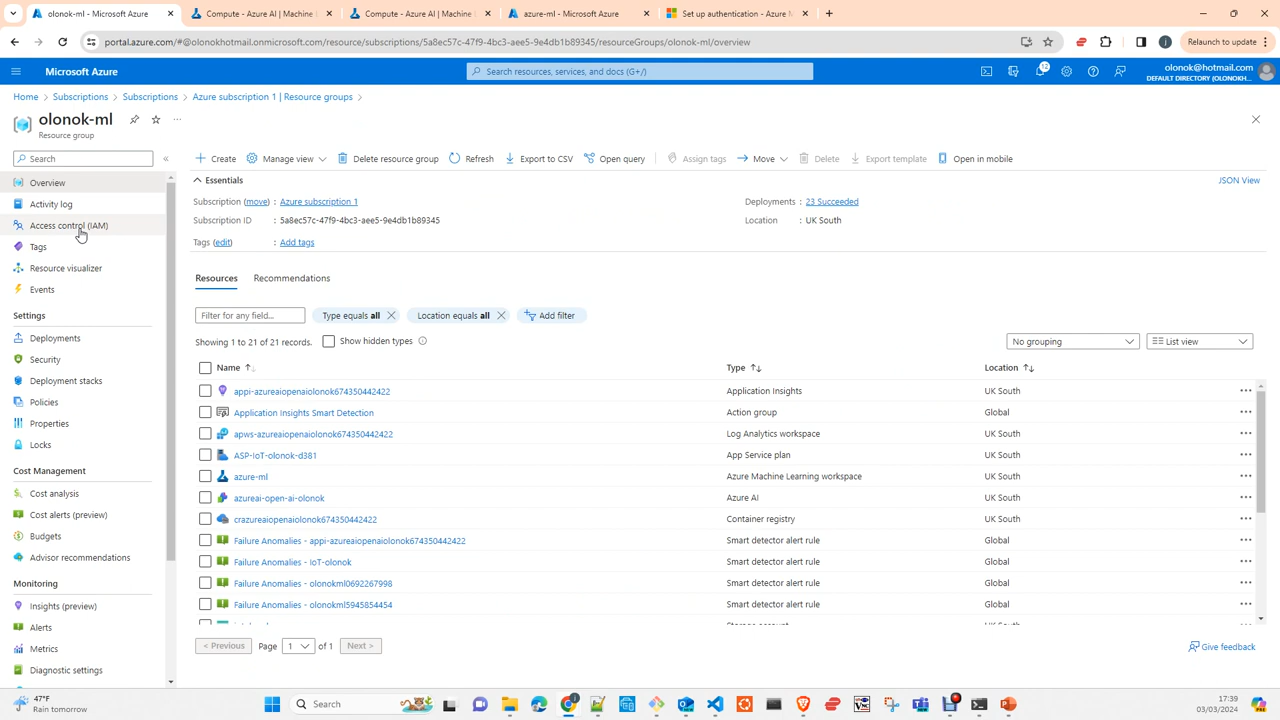 olonok-ml - Microsoft Azure
Compute - Azure AI | Machine L
Compute - Azure AI | Machine L
azure-ml - Microsoft Azure
Set up authentication - Azure M
portal.azure.com/#@olonokhotmail.onmicrosoft.com/resource/subscriptions/5a8ec57c-47f9-4bc3-aee5-9e4db1b89345/resourceGroups/olonok-ml/overview
Relaunch to update
Microsoft Azure
Search resources, services, and docs (G+/)
12
olonok@hotmail.com
DEFAULT DIRECTORY (OLONOKH...
Home > Subscriptions > Subscriptions > Azure subscription 1 | Resource groups >
olonok-ml
Resource group
Search
Overview
Activity log
Access control (IAM)
Tags
Resource visualizer
Events
Settings
Deployments
Security
Deployment stacks
Policies
Properties
Locks
Cost Management
Cost analysis
Cost alerts (preview)
Budgets
Advisor recommendations
Monitoring
Insights (preview)
Alerts
Metrics
Diagnostic settings
Create
Manage view
Delete resource group
Refresh
Export to CSV
Open query
Assign tags
Move
Delete
Export template
Open in mobile
Essentials
JSON View
Subscription (move) : Azure subscription 1
Deployments : 23 Succeeded
Subscription ID : 5a8ec57c-47f9-4bc3-aee5-9e4db1b89345
Location : UK South
Tags (edit) : Add tags
Resources
Recommendations
Filter for any field...
Type equals all
Location equals all
Add filter
Showing 1 to 21 of 21 records.
Show hidden types
No grouping
List view
Name Type Location
appi-azureaiopenaiolonok674350442422 Application Insights UK South
Application Insights Smart Detection Action group Global
apws-azureaiopenaiolonok674350442422 Log Analytics workspace UK South
ASP-IoT-olonok-d381 App Service plan UK South
azure-ml Azure Machine Learning workspace UK South
azureai-open-ai-olonok Azure AI UK South
crazureaiopenaiolonok674350442422 Container registry UK South
Failure Anomalies - appi-azureaiopenaiolonok674350442422 Smart detector alert rule Global
Failure Anomalies - IoT-olonok Smart detector alert rule Global
Failure Anomalies - olonokml0692267998 Smart detector alert rule Global
Failure Anomalies - olonokml5945854454 Smart detector alert rule Global
< Previous Page 1 of 1 Next >
Give feedback
47°F
Rain tomorrow
Search
17:39
03/03/2024